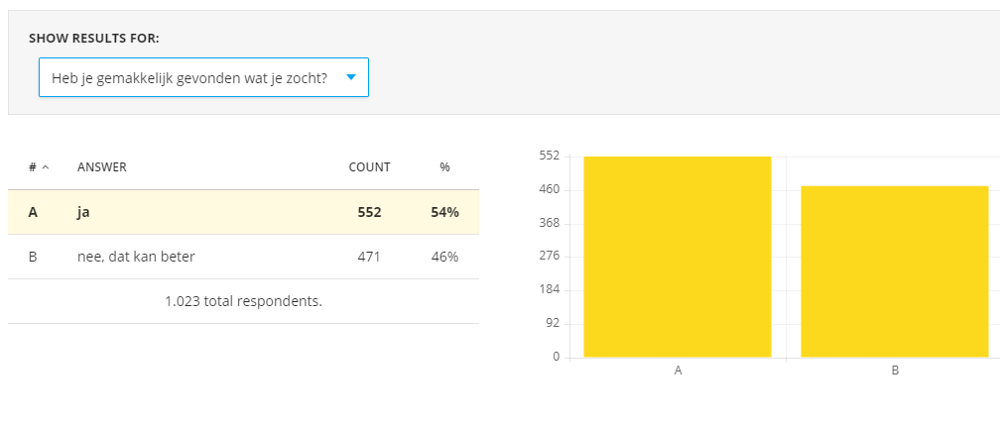 SHOW RESULTS FOR:
Heb je gemakkelijk gevonden wat je zocht?
# ANSWER COUNT %
A ja 552 54%
B nee, dat kan beter 471 46%
1.023 total respondents.
552
460
368
276
184
92
0
A B